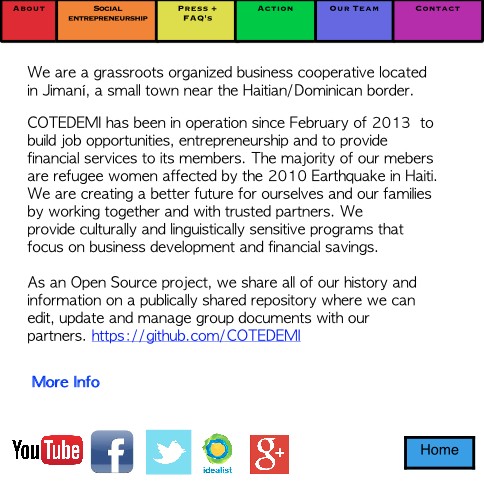 About
Social entrepreneurship
Press + FAQ's
Action
Our Team
Contact
We are a grassroots organized business cooperative located
in Jimaní, a small town near the Haitian/Dominican border.
COTEDEMI has been in operation since February of 2013  to
build job opportunities, entrepreneurship and to provide
financial services to its members. The majority of our mebers
are refugee women affected by the 2010 Earthquake in Haiti.
We are creating a better future for ourselves and our families
by working together and with trusted partners. We
provide culturally and linguistically sensitive programs that
focus on business development and financial savings.
As an Open Source project, we share all of our history and
information on a publically shared repository where we can
edit, update and manage group documents with our
partners. https://github.com/COTEDEMI
More Info
YouTube
f
idealist
g+
Home